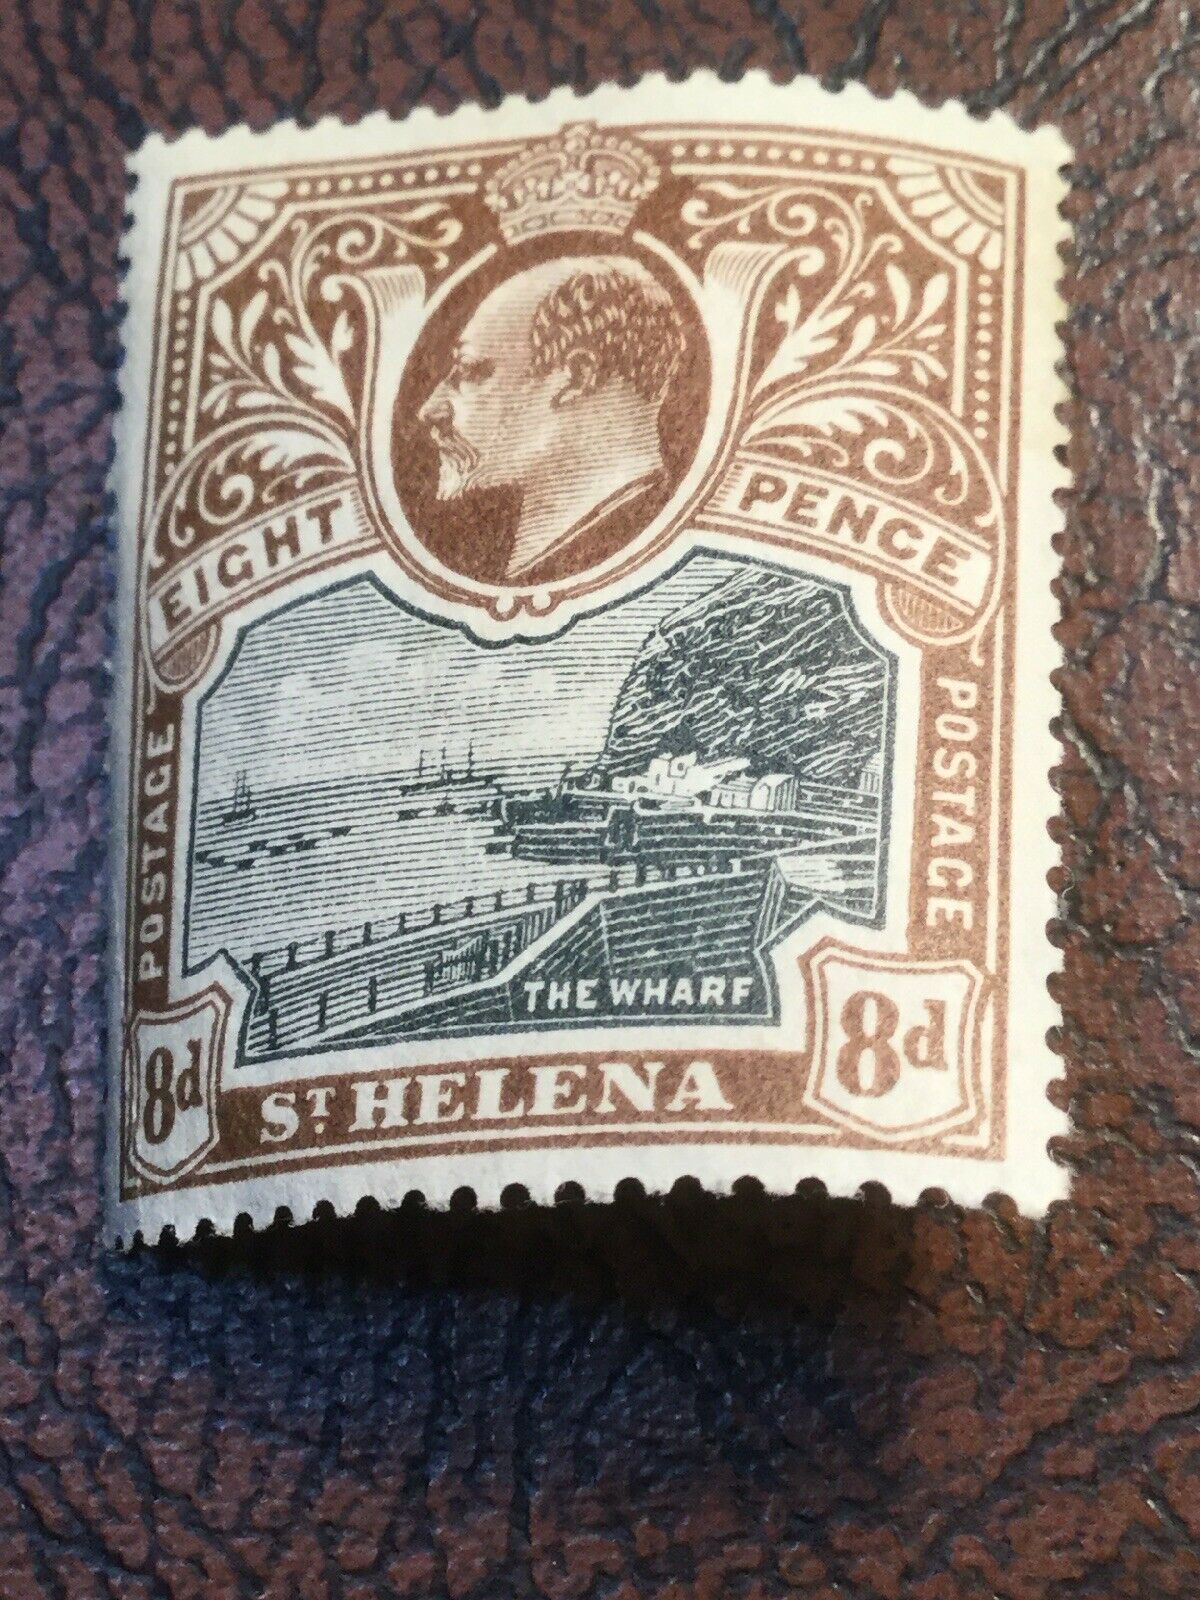 EIGHT PENCE
POSTAGE
POSTAGE
THE WHARF
8d
8d
ST. HELENA